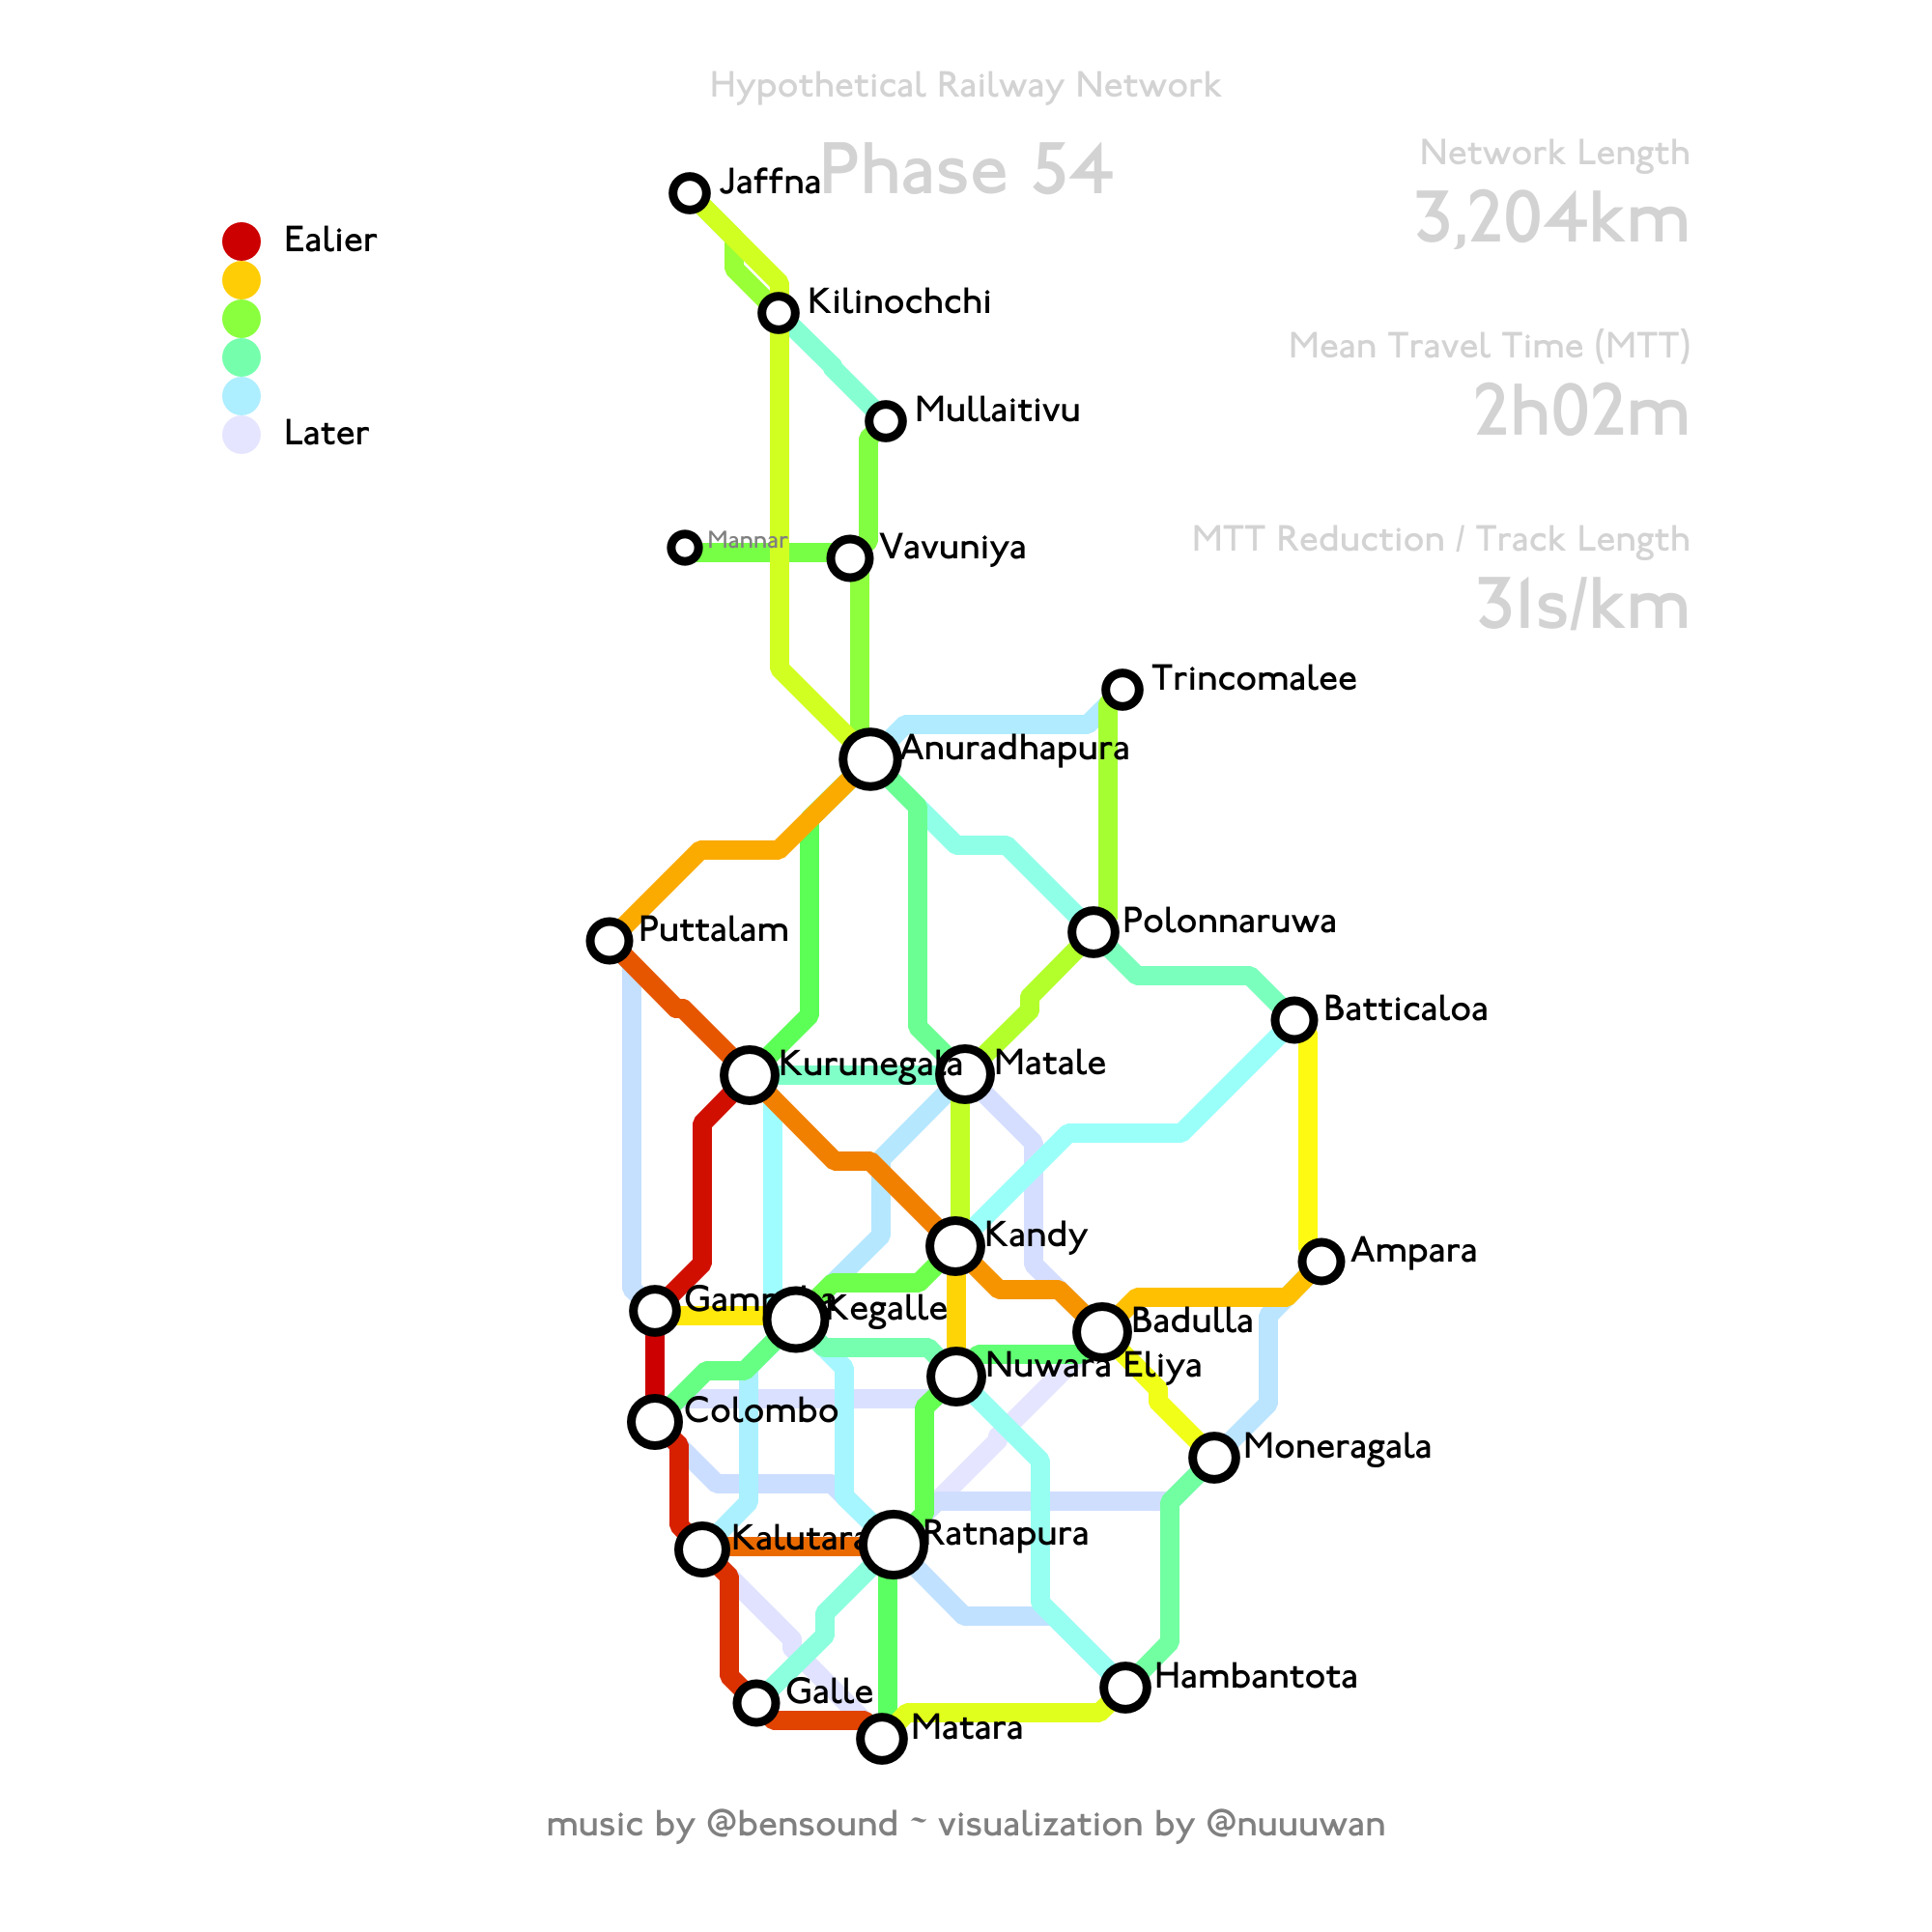 Hypothetical Railway Network
Phase 54
Network Length
3,204km
Mean Travel Time (MTT)
2h02m
MTT Reduction / Track Length
31s/km
Ealier
Later
Jaffna
Kilinochchi
Mullaitivu
Mannar
Vavuniya
Trincomalee
Anuradhapura
Polonnaruwa
Puttalam
Batticaloa
Kurunegala
Matale
Kandy
Ampara
Kegalle
Badulla
Nuwara Eliya
Colombo
Moneragala
Kalutara
Ratnapura
Hambantota
Galle
Matara
music by @bensound ~ visualization by @nuuuwan